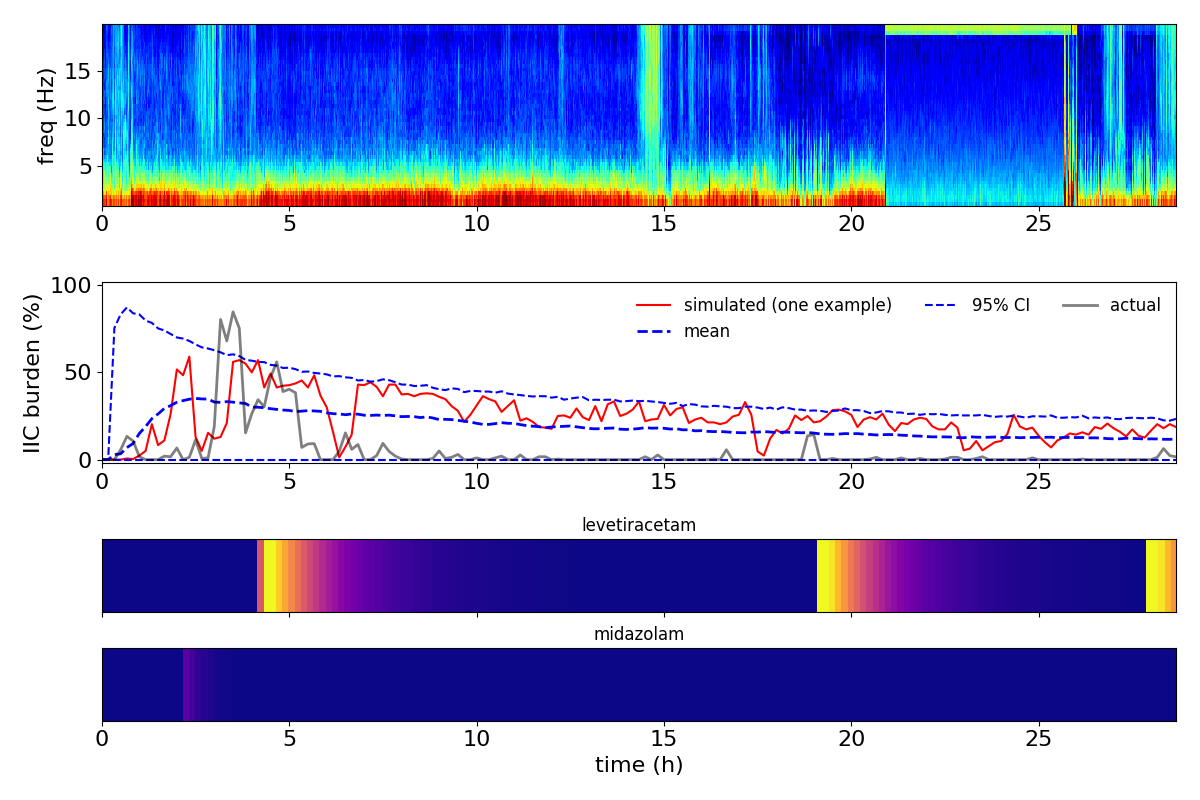 freq (Hz)
15
10
5
0 5 10 15 20 25
IIC burden (%)
100
50
0
simulated (one example) 95% CI actual
mean
0 5 10 15 20 25
levetiracetam
midazolam
0 5 10 15 20 25
time (h)